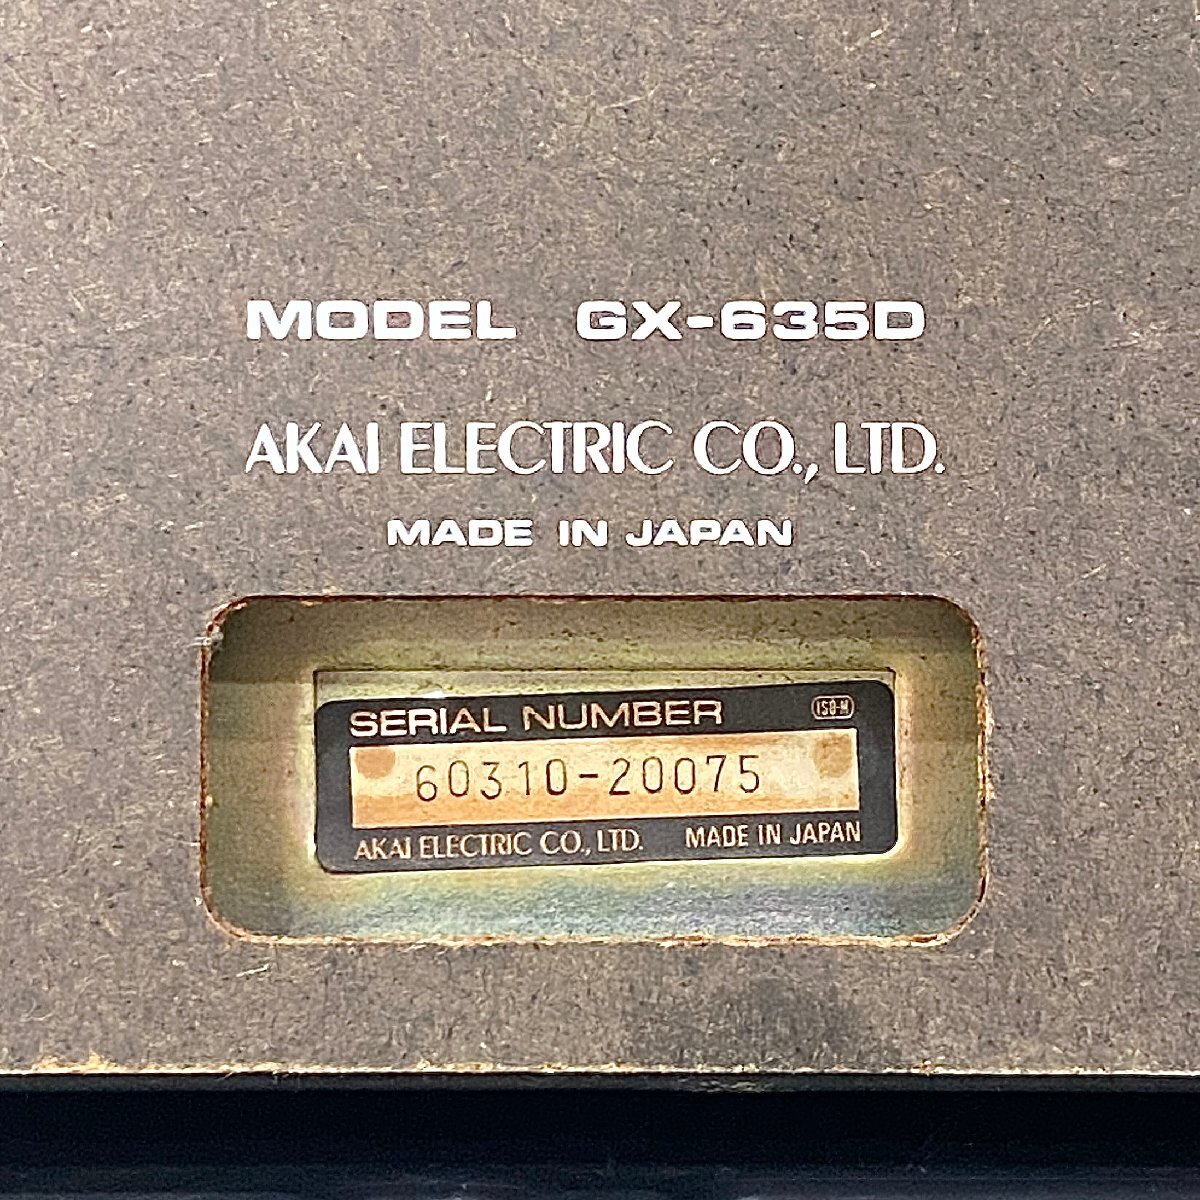 MODEL GX-635D
AKAI ELECTRIC CO., LTD.
MADE IN JAPAN
SERIAL NUMBER ISO-M
60310-20075
AKAI ELECTRIC CO., LTD. MADE IN JAPAN